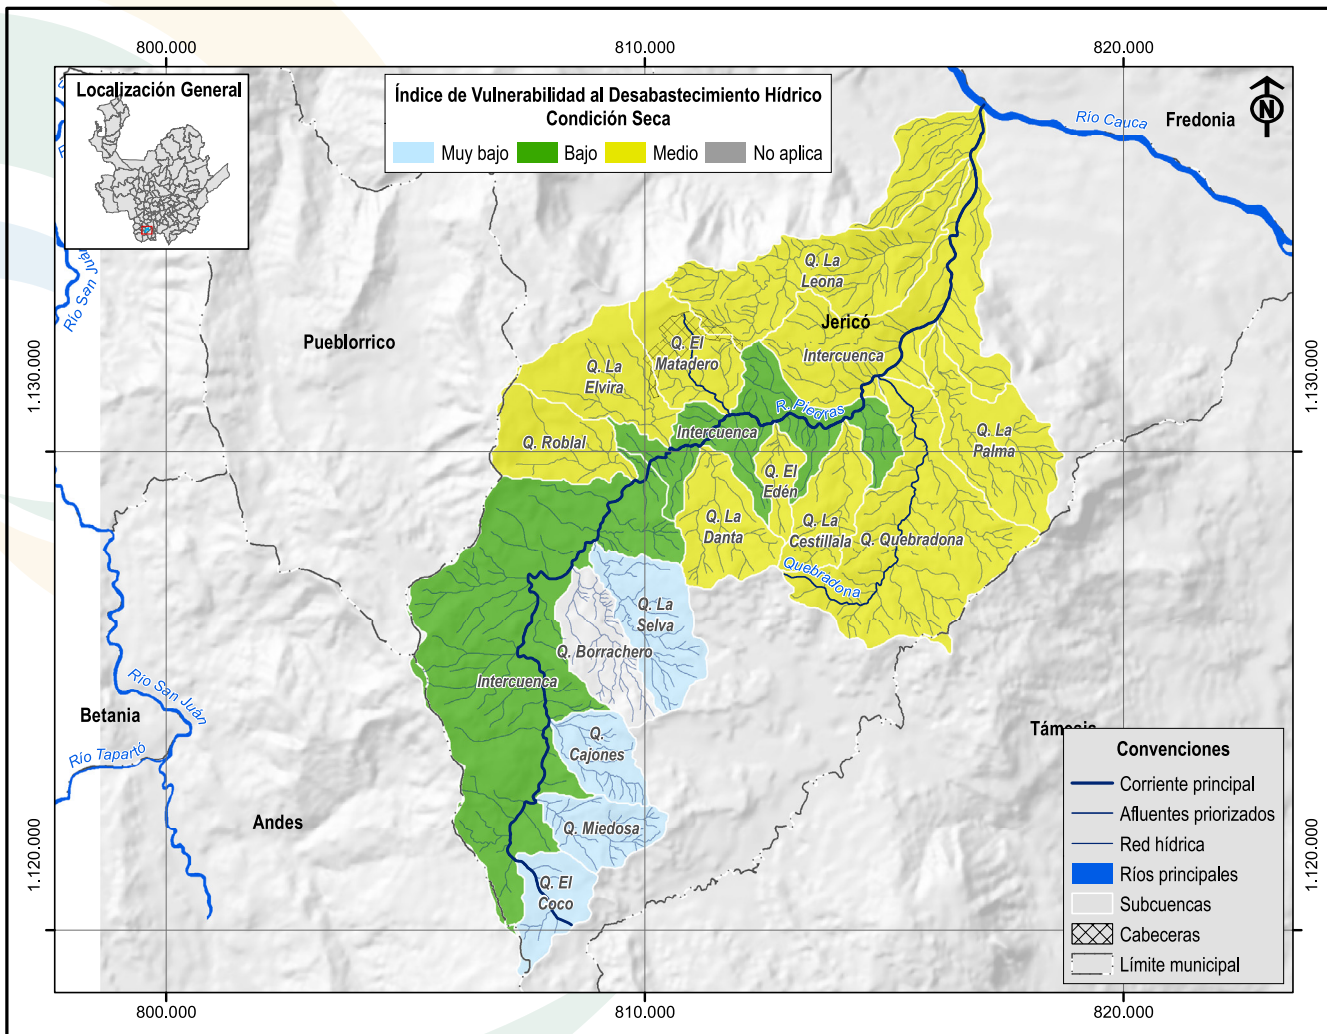 800.000
810.000
820.000
Localización General
Índice de Vulnerabilidad al Desabastecimiento Hídrico
Condición Seca
Muy bajo
Bajo
Medio
No aplica
Río Cauca
Fredonia
Río San Juán
Q. La
Leona
Jericó
Pueblorrico
Q. El
Matadero
Intercuenca
Q. La
Elvira
1.130.000
1.130.000
R. Piedras
Intercuenca
Q. Roblal
Q. La
Palma
Q. El
Edén
Q. La
Danta
Q. La
Cestillala
Q. Quebradona
Quebradona
Q. La
Selva
Q. Borrachero
Intercuenca
Río San Juán
Betania
Río Tapartó
Q.
Cajones
Támesis
Andes
Q. Miedosa
1.120.000
1.120.000
Q. El
Coco
Convenciones
Corriente principal
Afluentes priorizados
Red hídrica
Ríos principales
Subcuencas
Cabeceras
Límite municipal
800.000
810.000
820.000